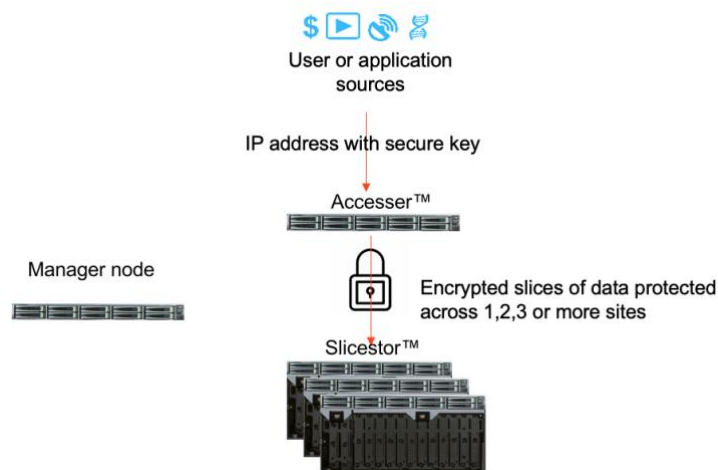 $
User or application
sources
IP address with secure key
Accesser™
Manager node
Encrypted slices of data protected
across 1,2,3 or more sites
Slicestor™